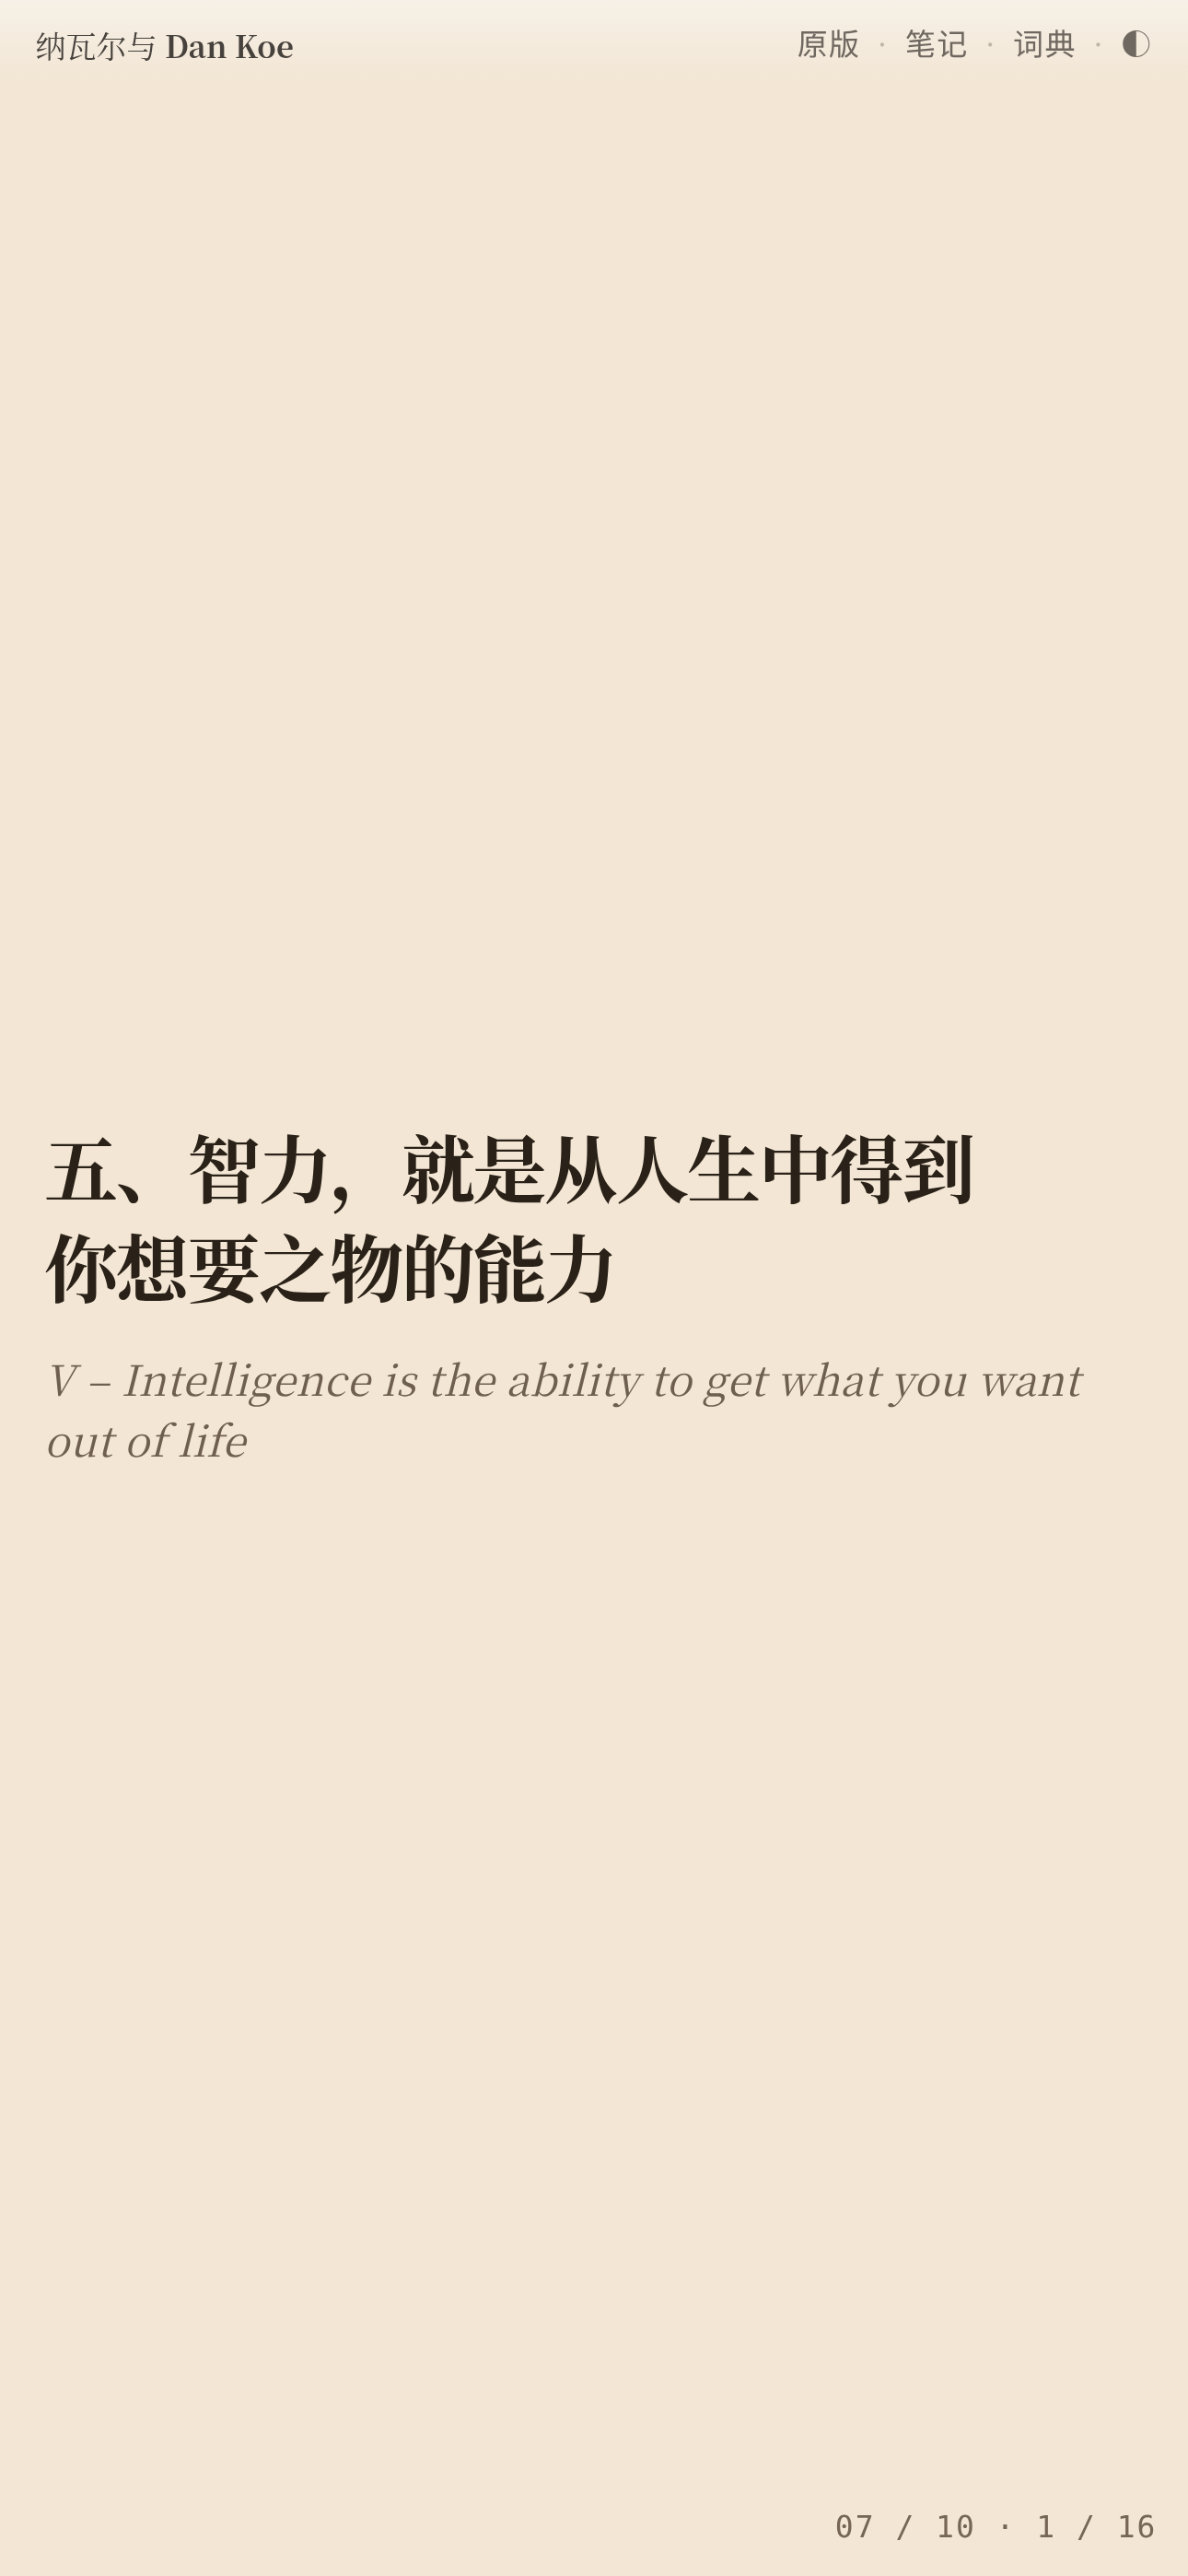 纳瓦尔与 Dan Koe
原版 · 笔记 · 词典 · ◐
五、智力，就是从人生中得到
你想要之物的能力
V – Intelligence is the ability to get what you want
out of life
07 / 10 · 1 / 16